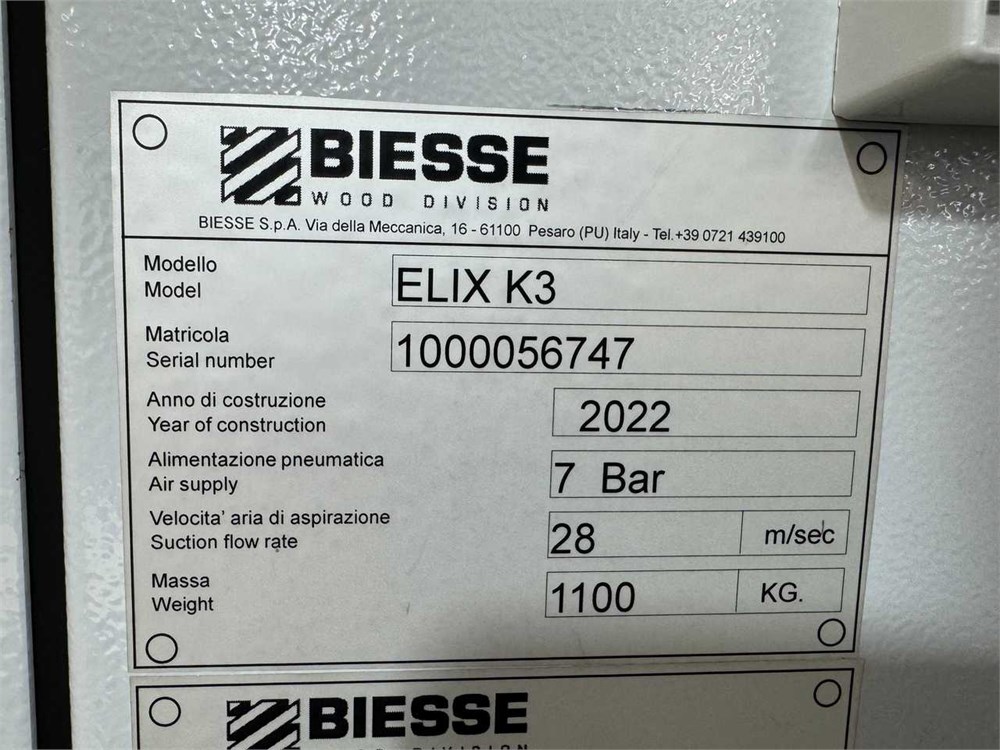 BIESSE
WOOD DIVISION
BIESSE S.p.A. Via della Meccanica, 16 - 61100 Pesaro (PU) Italy - Tel.+39 0721 439100
Modello
Model
ELIX K3
Matricola
Serial number
1000056747
Anno di costruzione
Year of construction
2022
Alimentazione pneumatica
Air supply
7 Bar
Velocita' aria di aspirazione
Suction flow rate
28 m/sec
Massa
Weight
1100 KG.
BIESSE
WOOD DIVISION